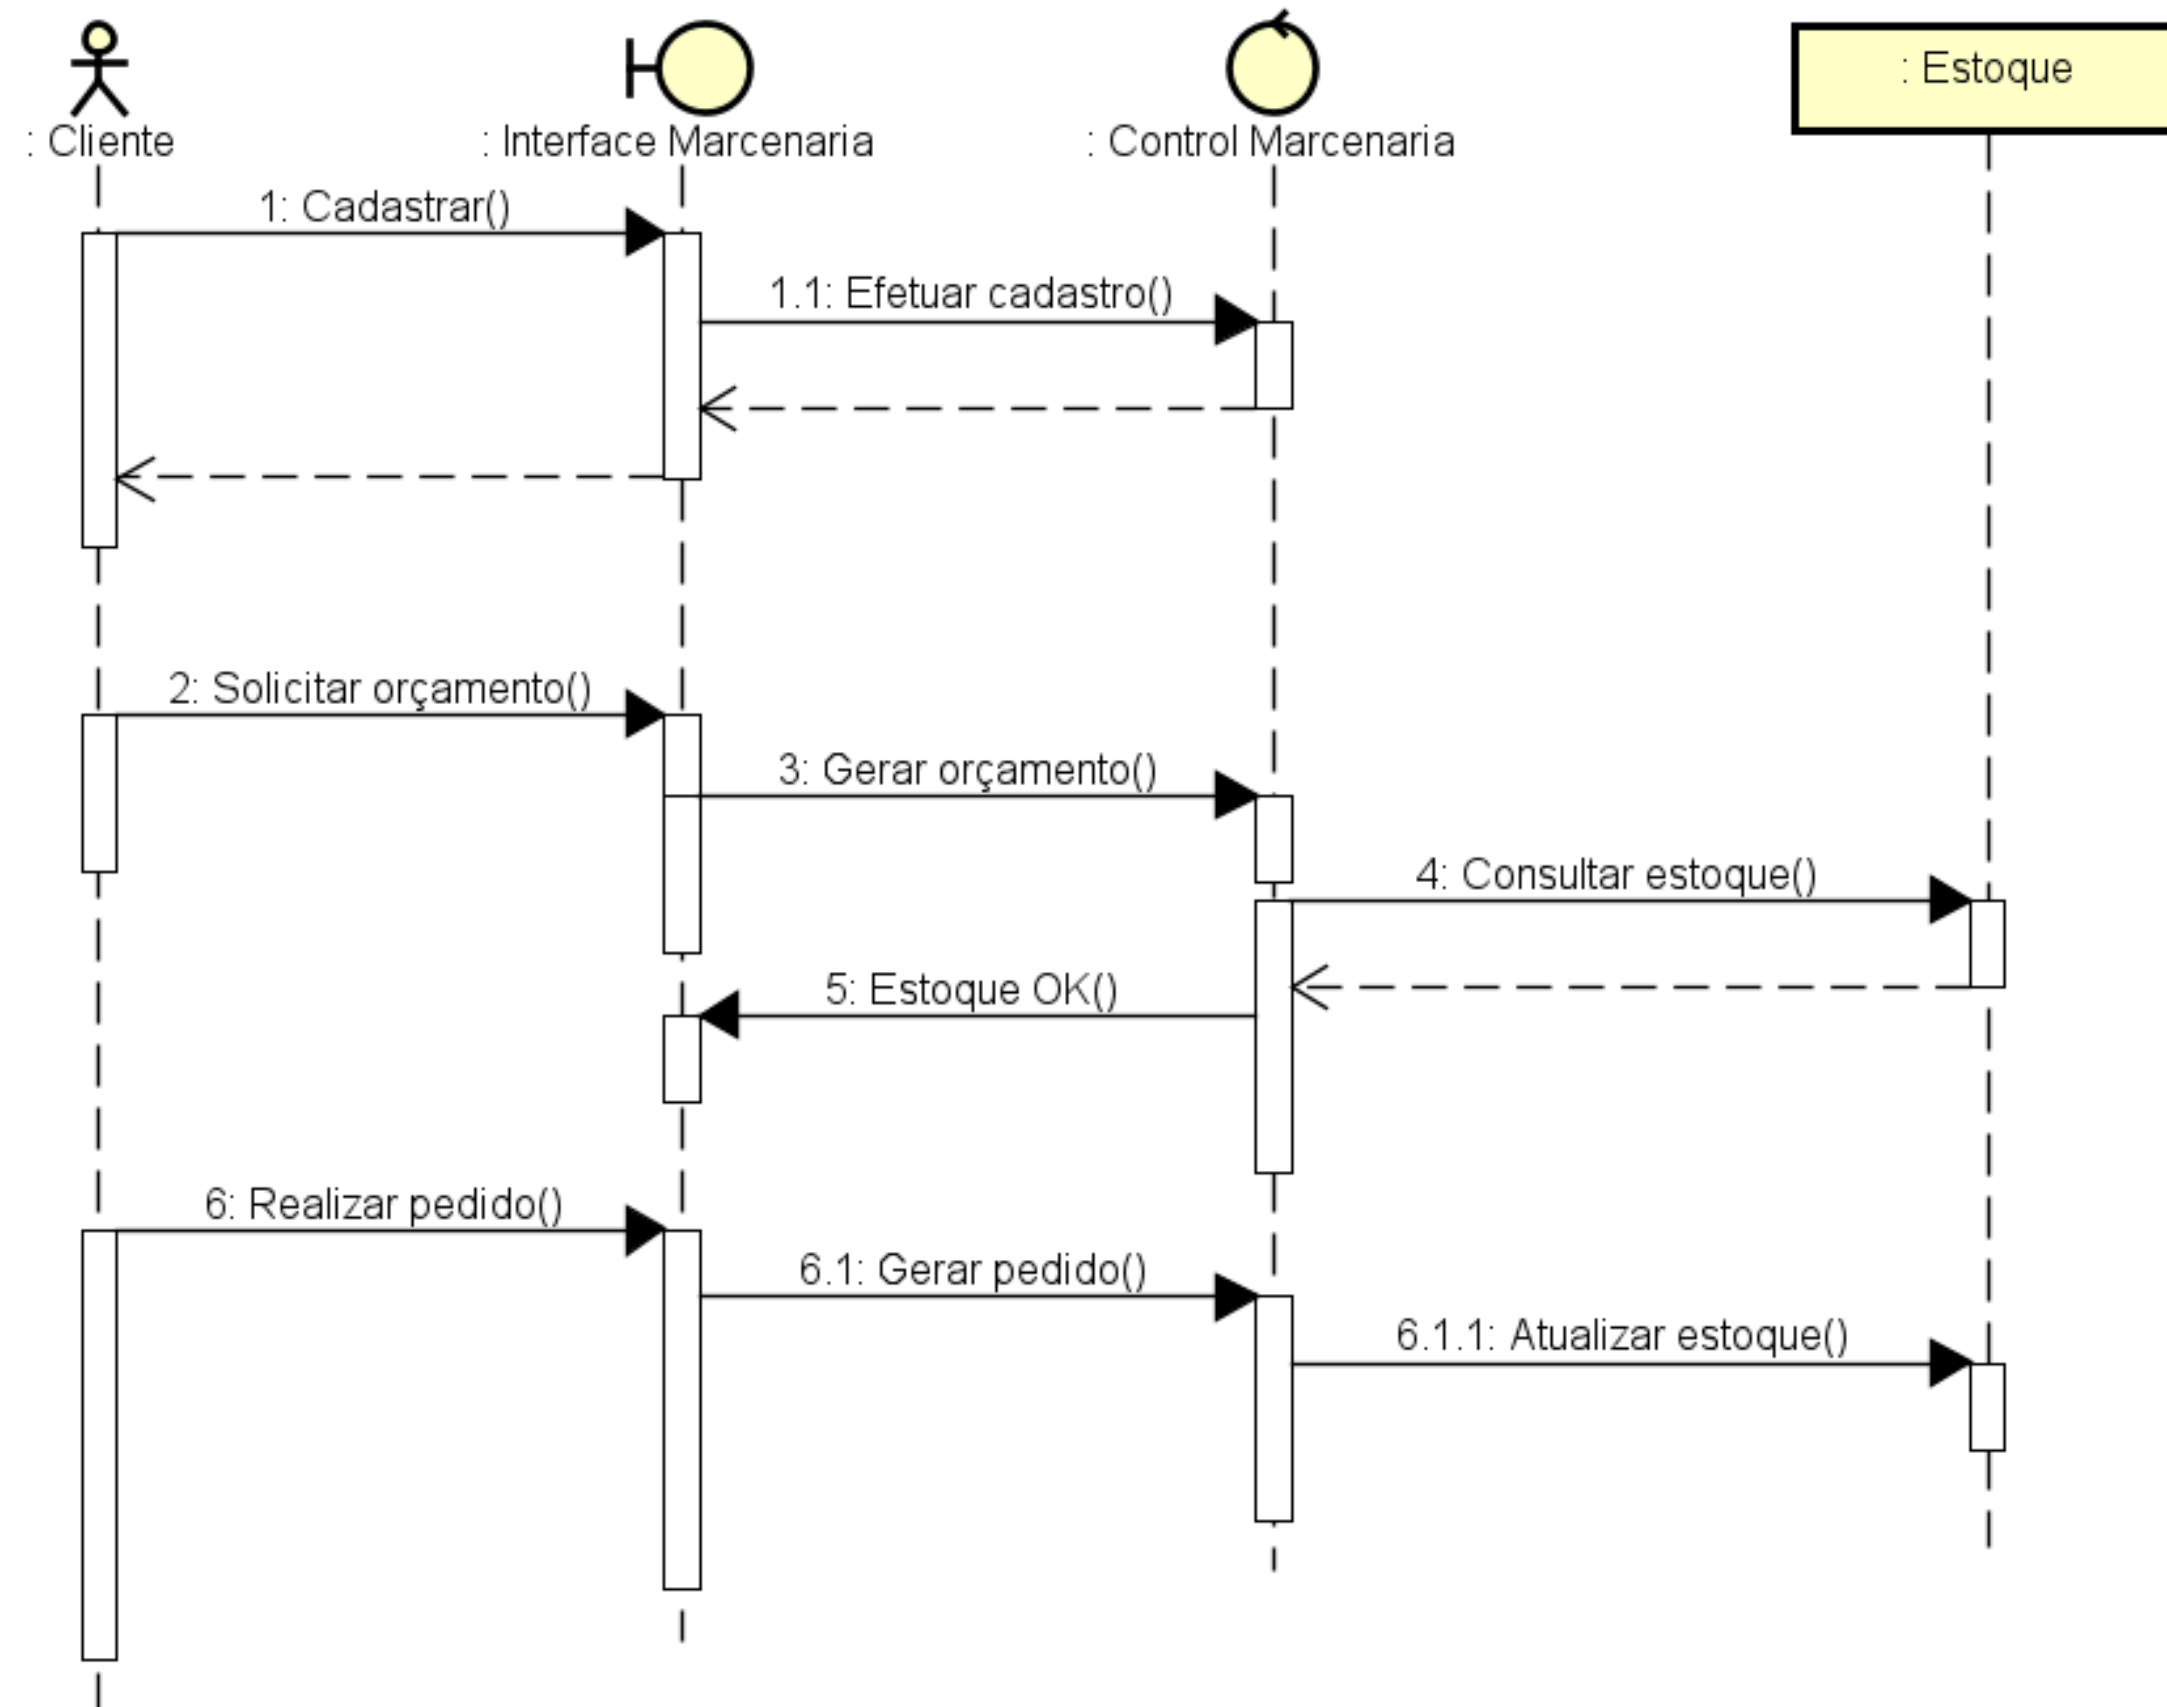 : Cliente
: Interface Marcenaria
: Control Marcenaria
: Estoque
1: Cadastrar()
1.1: Efetuar cadastro()
2: Solicitar orçamento()
3: Gerar orçamento()
4: Consultar estoque()
5: Estoque OK()
6: Realizar pedido()
6.1: Gerar pedido()
6.1.1: Atualizar estoque()